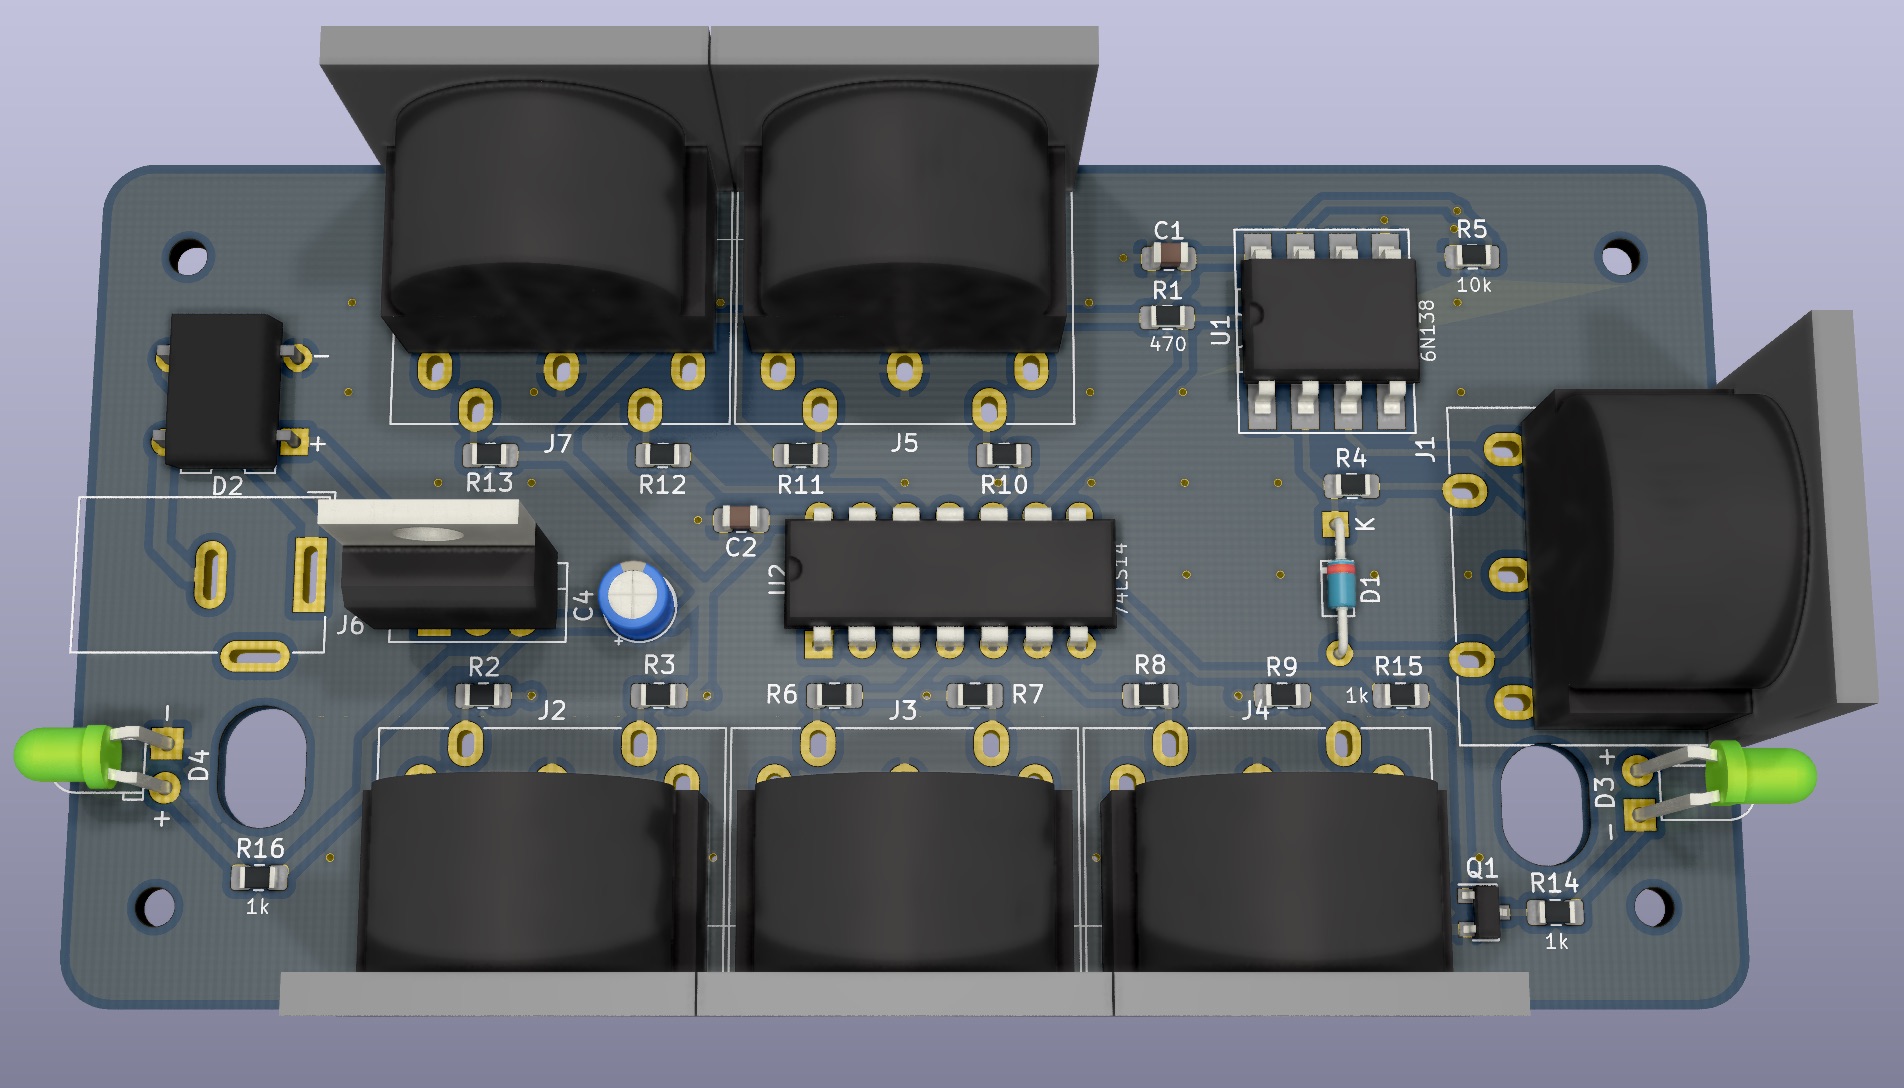 C1
R5
10k
R1
470
U1
6N138
-
+
D2
J7
J5
J1
R13
R12
R11
R10
R4
K
C2
U2
74LS14
D1
C4
+
J6
R2
R3
R6
R7
R8
R9
1k
R15
J2
J3
J4
-
D4
+
+
D3
-
R16
1k
Q1
R14
1k